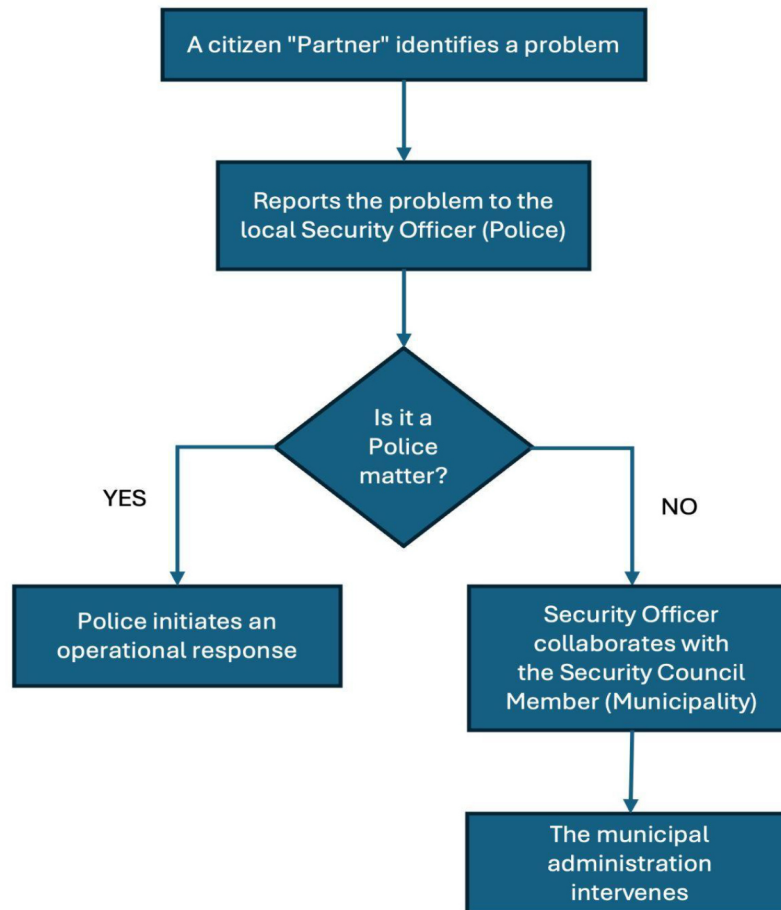 A citizen "Partner" identifies a problem
Reports the problem to the
local Security Officer (Police)
Is it a
Police
matter?
YES
NO
Police initiates an
operational response
Security Officer
collaborates with
the Security Council
Member (Municipality)
The municipal
administration
intervenes